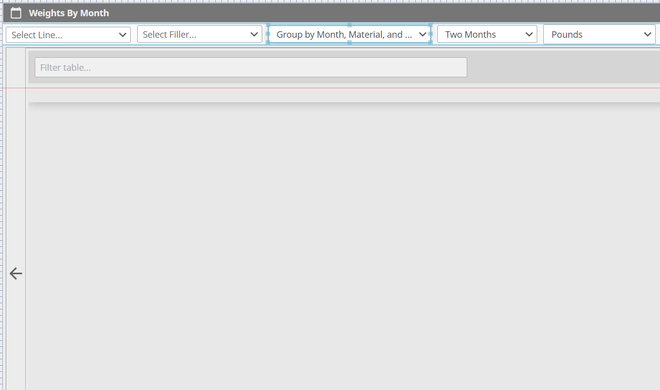 Weights By Month
Select Line...
Select Filler...
Group by Month, Material, and ...
Two Months
Pounds
Filter table...